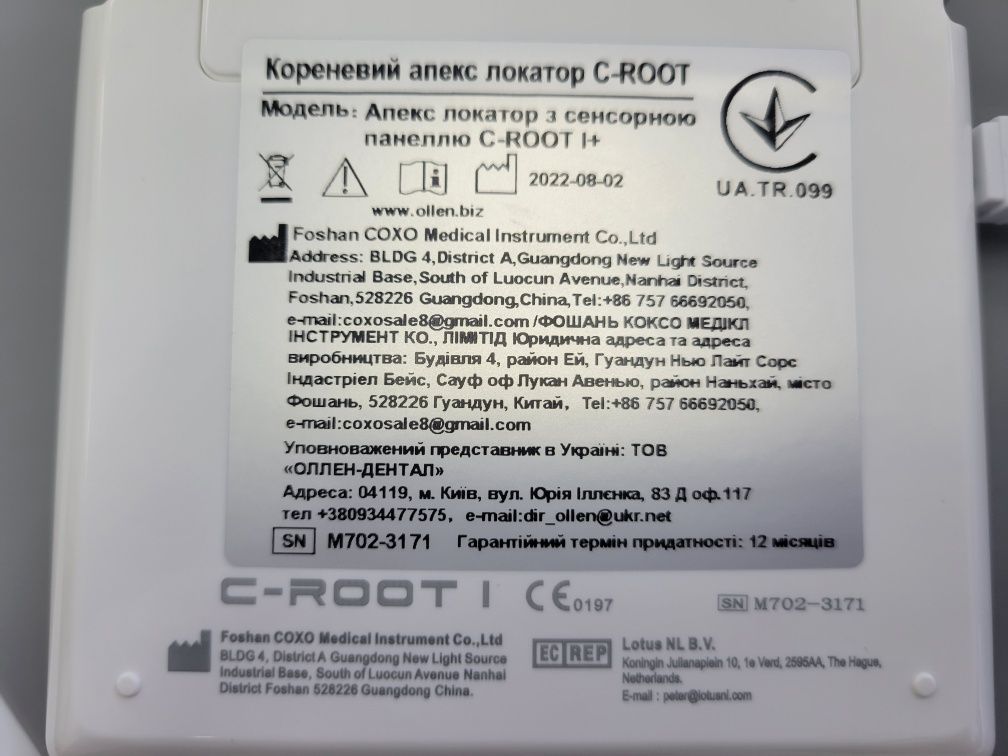 Кореневий апекс локатор C-ROOT
Модель: Апекс локатор з сенсорною
панеллю C-ROOT I+
2022-08-02
UA.TR.099
www.ollen.biz
Foshan COXO Medical Instrument Co.,Ltd
Address: BLDG 4,District A,Guangdong New Light Source
Industrial Base,South of Luocun Avenue,Nanhai District,
Foshan,528226 Guangdong,China,Tel:+86 757 66692050,
e-mail:coxosale8@gmail.com/ФОШАНЬ КОКСО МЕДІКЛ
ІНСТРУМЕНТ КО., ЛІМІТІД Юридична адреса та адреса
виробництва: Будівля 4, район Ей, Гуандун Нью Лайт Сорс
Індастріел Бейс, Сауф оф Лукан Авенью, район Наньхай, місто
Фошань, 528226 Гуандун, Китай, Tel:+86 757 66692050,
e-mail:coxosale8@gmail.com
Уповноважений представник в Україні: ТОВ
«ОЛЛЕН-ДЕНТАЛ»
Адреса: 04119, м. Київ, вул. Юрія Іллєнка, 83 Д оф.117
тел +380934477575, e-mail:dir_ollen@ukr.net
SN M702-3171 Гарантійний термін придатності: 12 місяців
C-ROOT I CE 0197 SN M702-3171
Foshan COXO Medical Instrument Co.,Ltd
BLDG 4, District A Guangdong New Light Source
Industrial Base, South of Luocun Avenue Nanhai
District Foshan 528226 Guangdong China.
EC REP
Lotus NL B.V.
Koningin Julianaplein 10, 1e Verd, 2595AA, The Hague,
Netherlands.
E-mail : peter@lotusnl.com